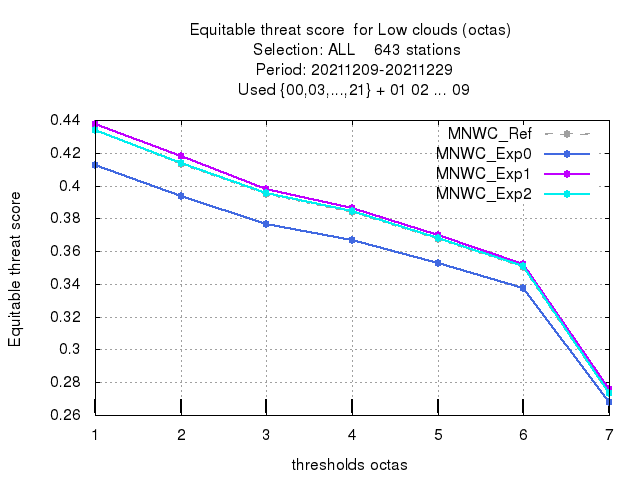 Equitable threat score  for Low clouds (octas)
Selection: ALL    643 stations
Period: 20211209-20211229
Used {00,03,...,21} + 01 02 ... 09
0.44
0.42
0.4
0.38
0.36
0.34
0.32
0.3
0.28
0.26
Equitable threat score
MNWC_Ref
MNWC_Exp0
MNWC_Exp1
MNWC_Exp2
1 2 3 4 5 6 7
thresholds octas